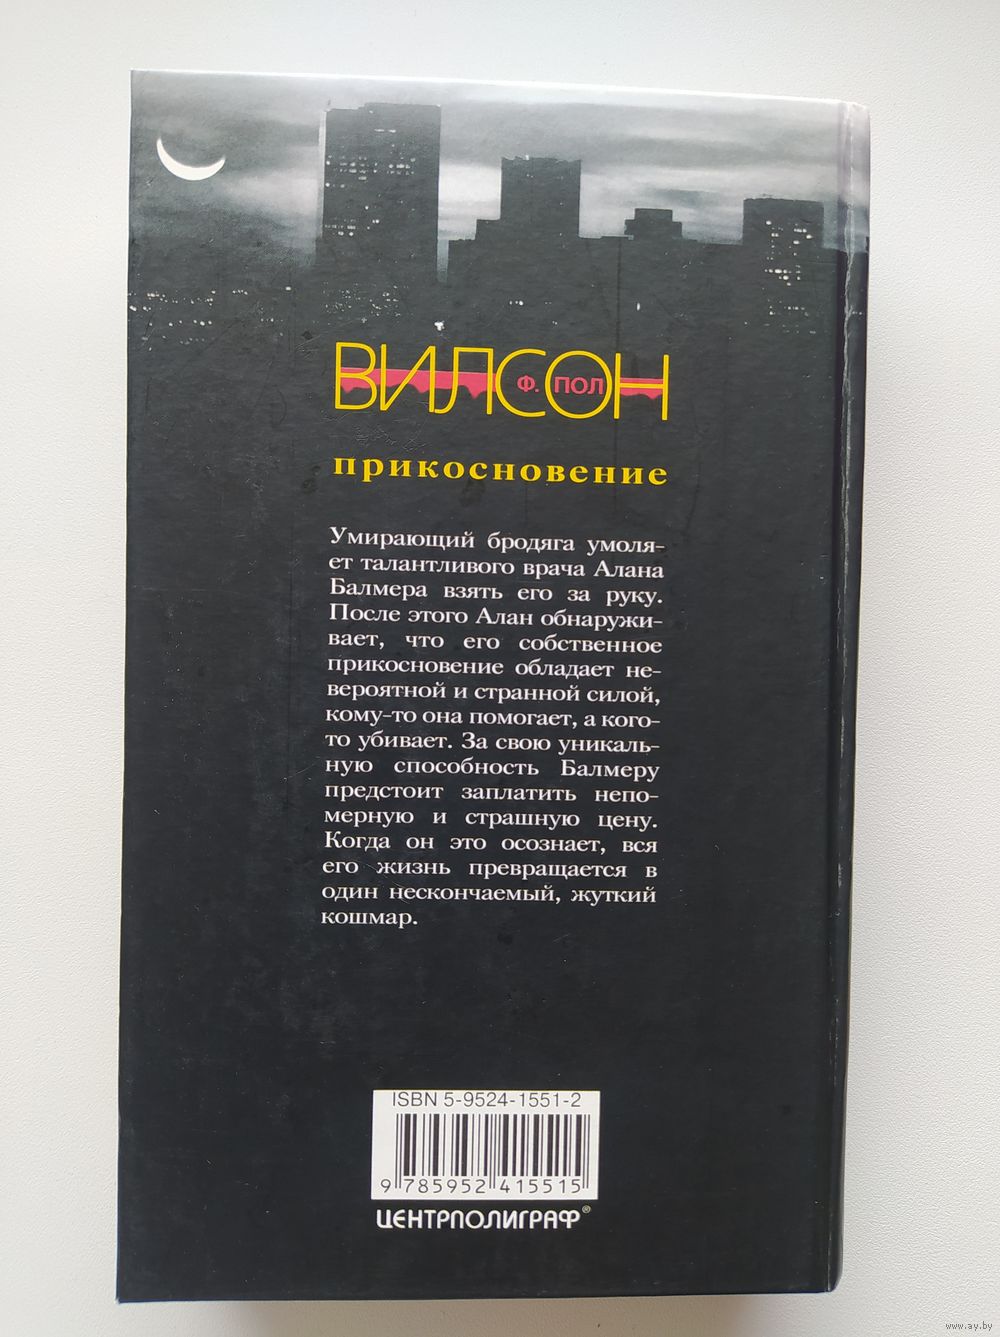 ВИЛСОН
Ф. ПОЛ
прикосновение
Умирающий бродяга умоля-
ет талантливого врача Алана
Балмера взять его за руку.
После этого Алан обнаружи-
вает, что его собственное
прикосновение обладает не-
вероятной и странной силой,
кому-то она помогает, а кого-
то убивает. За свою уникаль-
ную способность Балмеру
предстоит заплатить непо-
мерную и страшную цену.
Когда он это осознает, вся
его жизнь превращается в
один нескончаемый, жуткий
кошмар.
ISBN 5-9524-1551-2
9 785952 415515
ЦЕНТРПОЛИГРАФ®
www.ay.by